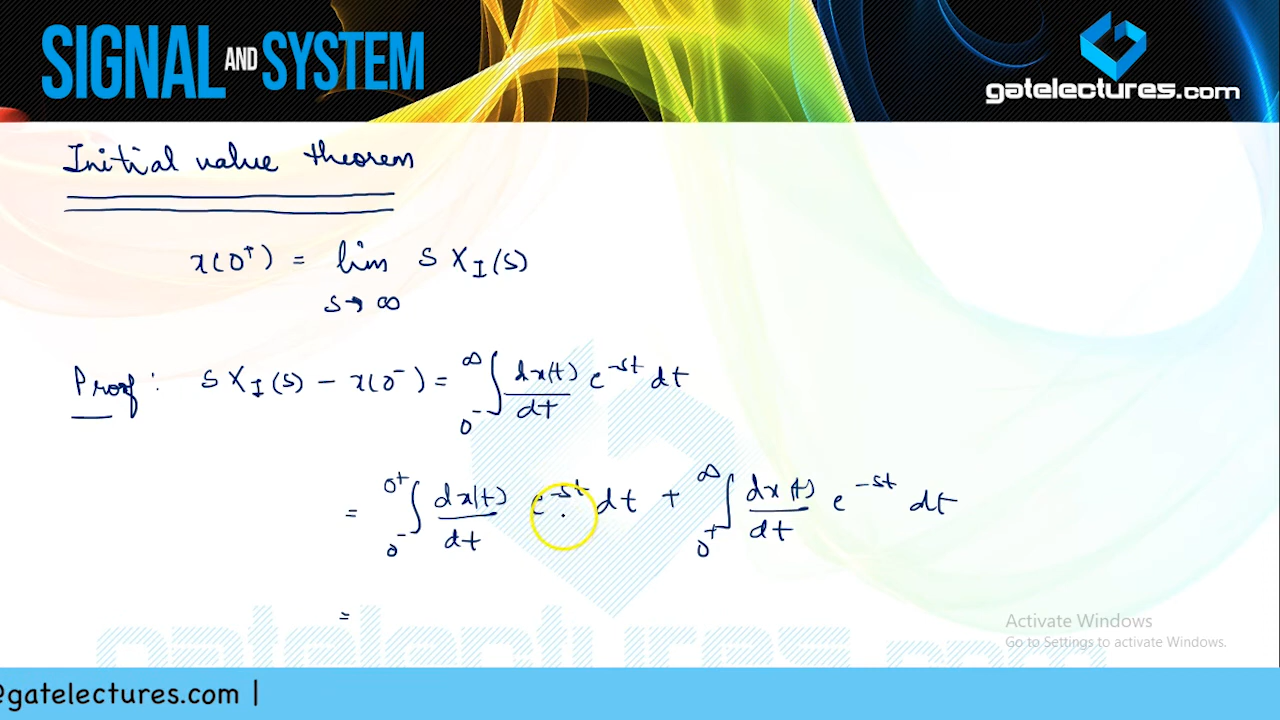 SIGNAL AND SYSTEM
gatelectures.com
Initial value theorem
x(0⁺) = lim s X_I(s)
s→∞
Proof : s X_I(s) − x(0⁻) = ∫_{0⁻}^{∞} dx(t)/dt e^{-st} dt
= ∫_{0⁻}^{0⁺} dx(t)/dt e^{-st} dt + ∫_{0⁺}^{∞} dx(t)/dt e^{-st} dt
=
Activate Windows
Go to Settings to activate Windows.
gatelectures.com
@gatelectures.com |